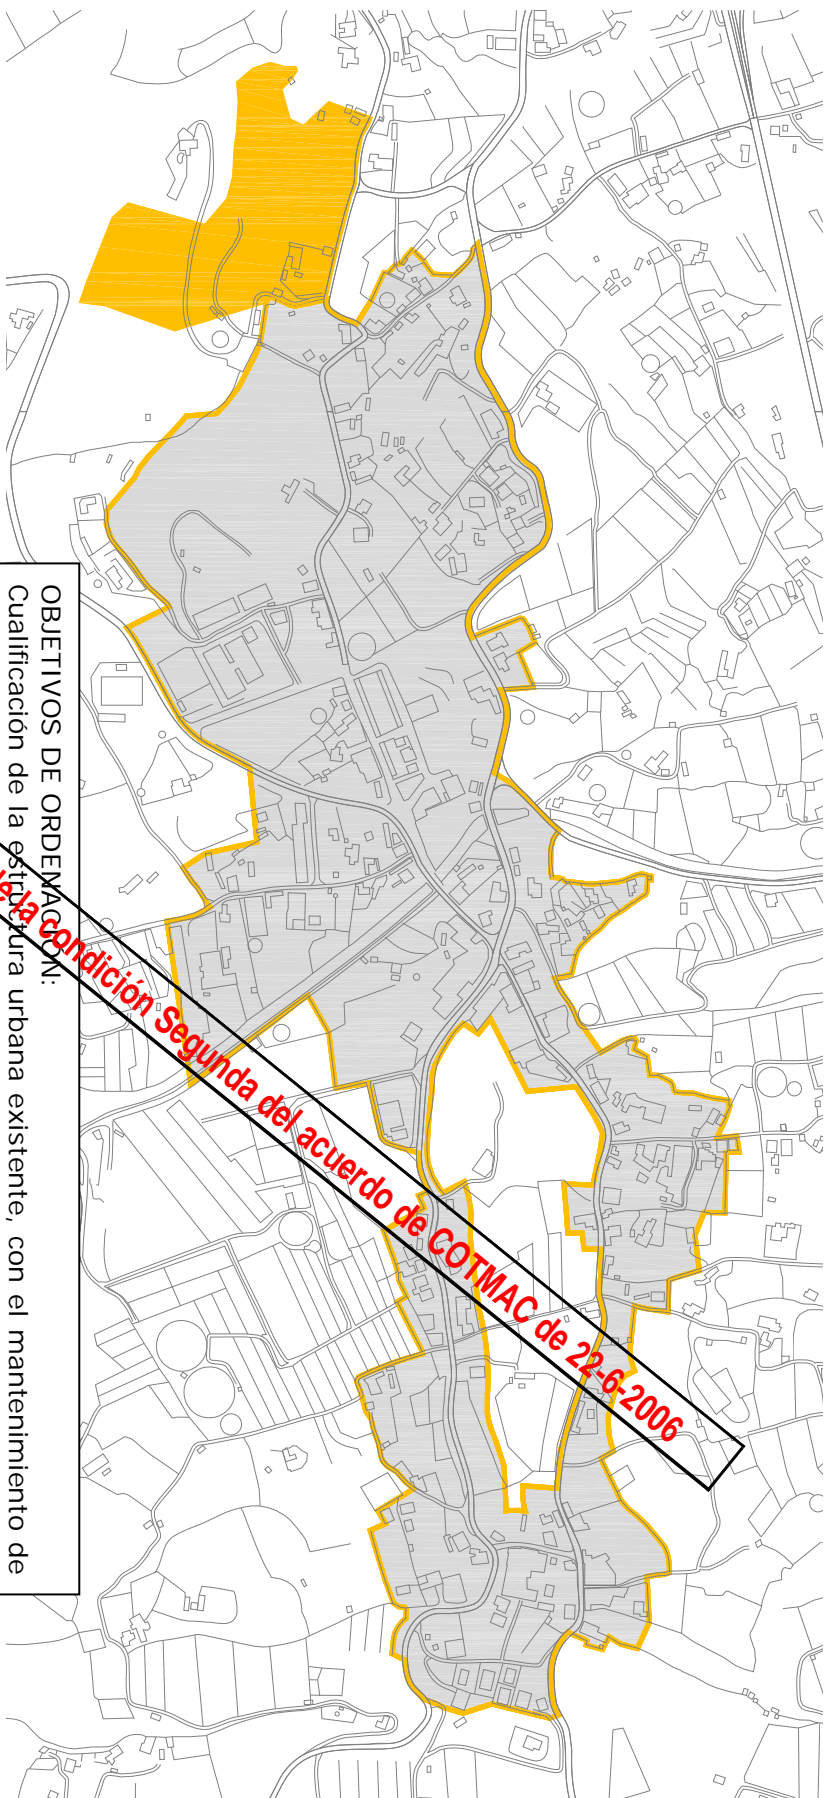 OBJETIVOS DE ORDENACIÓN:
Cualificación de la estructura urbana existente, con el mantenimiento de
de la condición Segunda del acuerdo de COTMAC de 22-6-2006